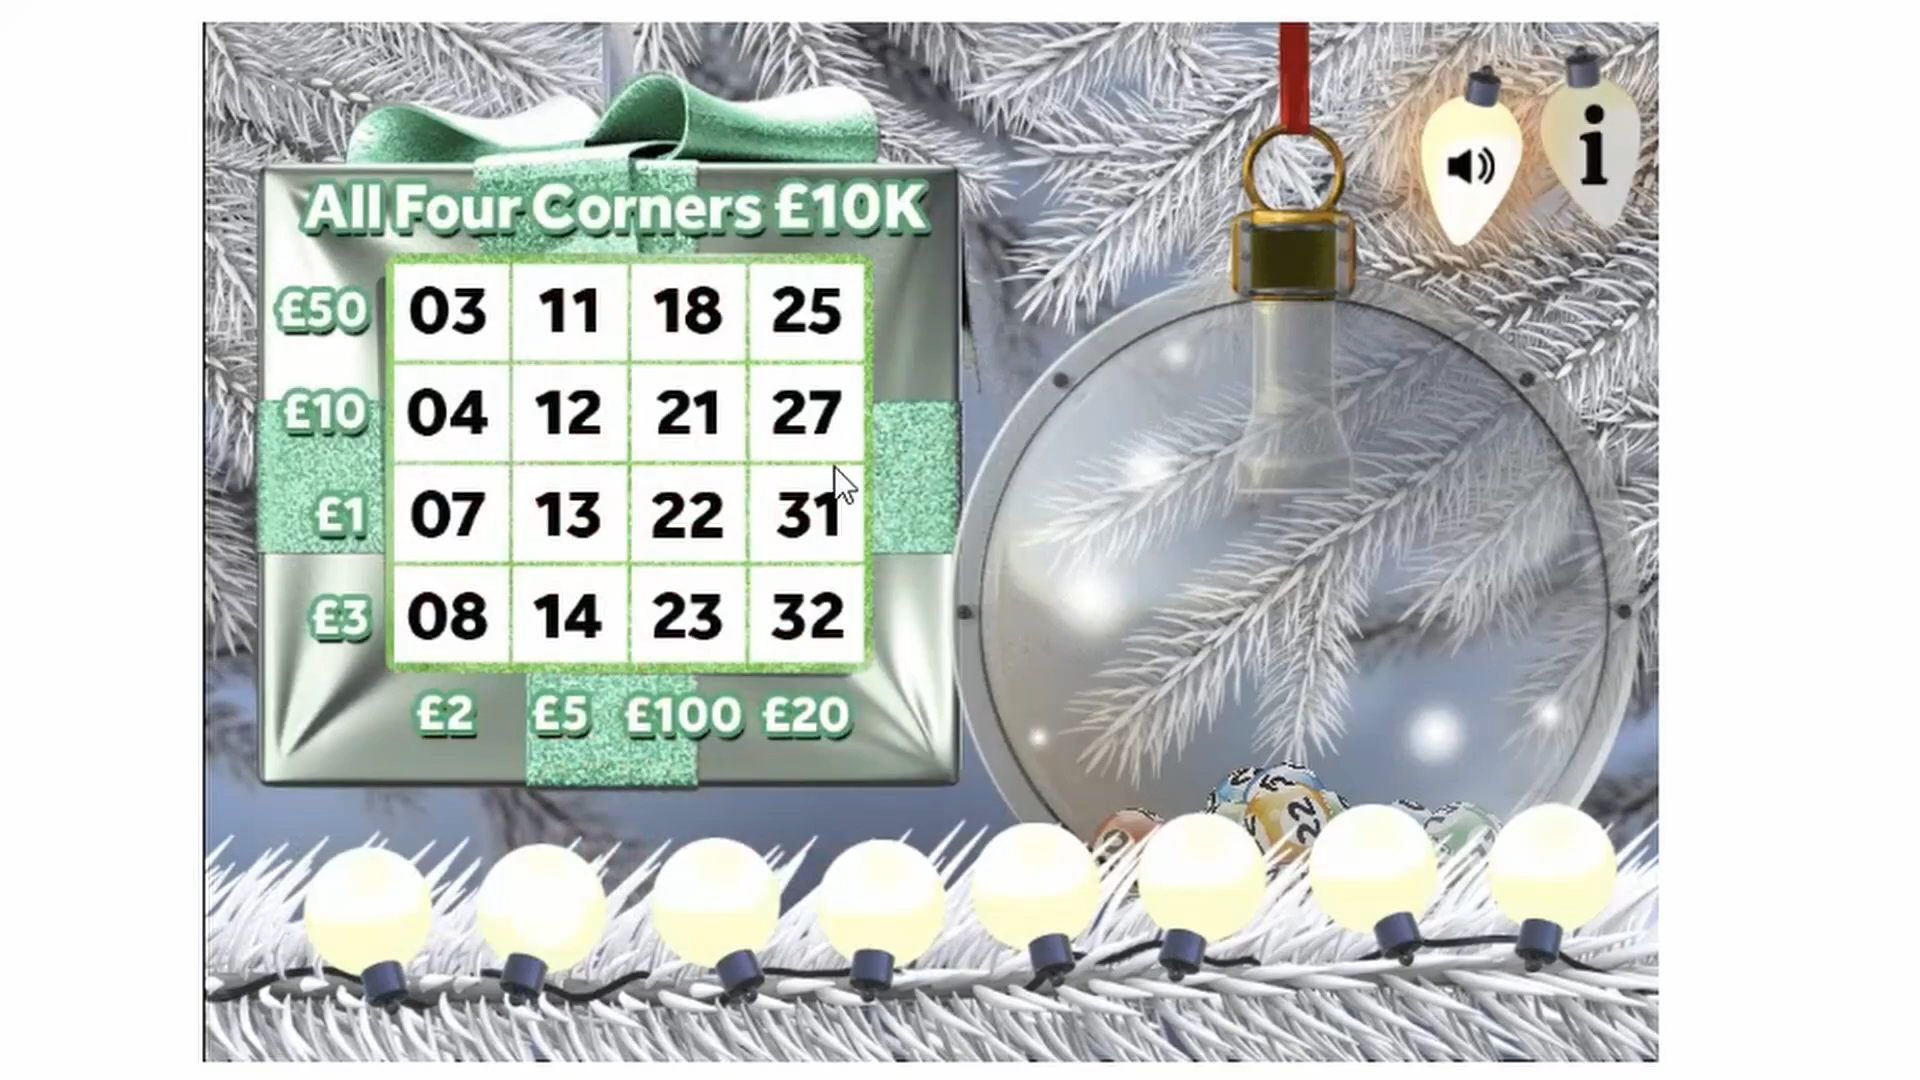 All Four Corners £10K
£50 03 11 18 25
£10 04 12 21 27
£1 07 13 22 31
£3 08 14 23 32
£2 £5 £100 £20
i
22